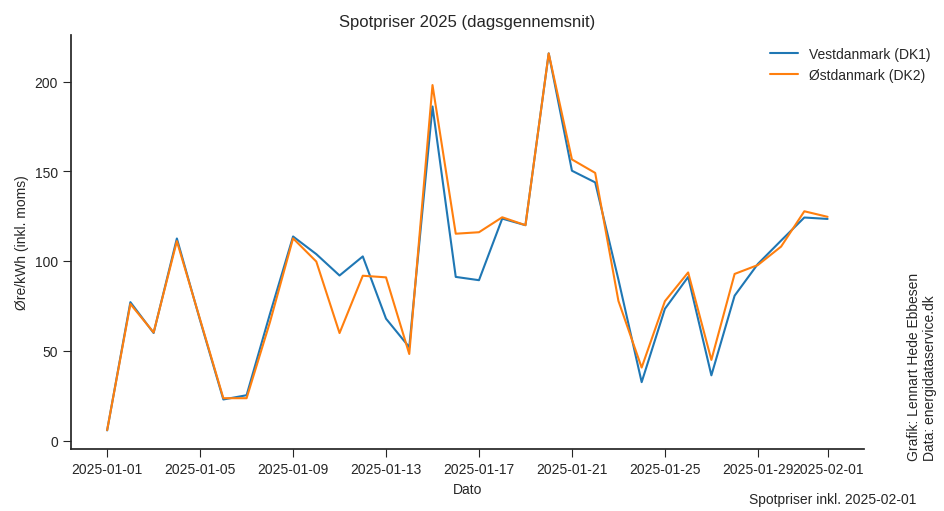 Spotpriser 2025 (dagsgennemsnit)
Vestdanmark (DK1)
Østdanmark (DK2)
Øre/kWh (inkl. moms)
200
150
100
50
0
2025-01-01
2025-01-05
2025-01-09
2025-01-13
2025-01-17
2025-01-21
2025-01-25
2025-01-29
2025-02-01
Dato
Grafik: Lennart Hede Ebbesen
Data: energidataservice.dk
Spotpriser inkl. 2025-02-01